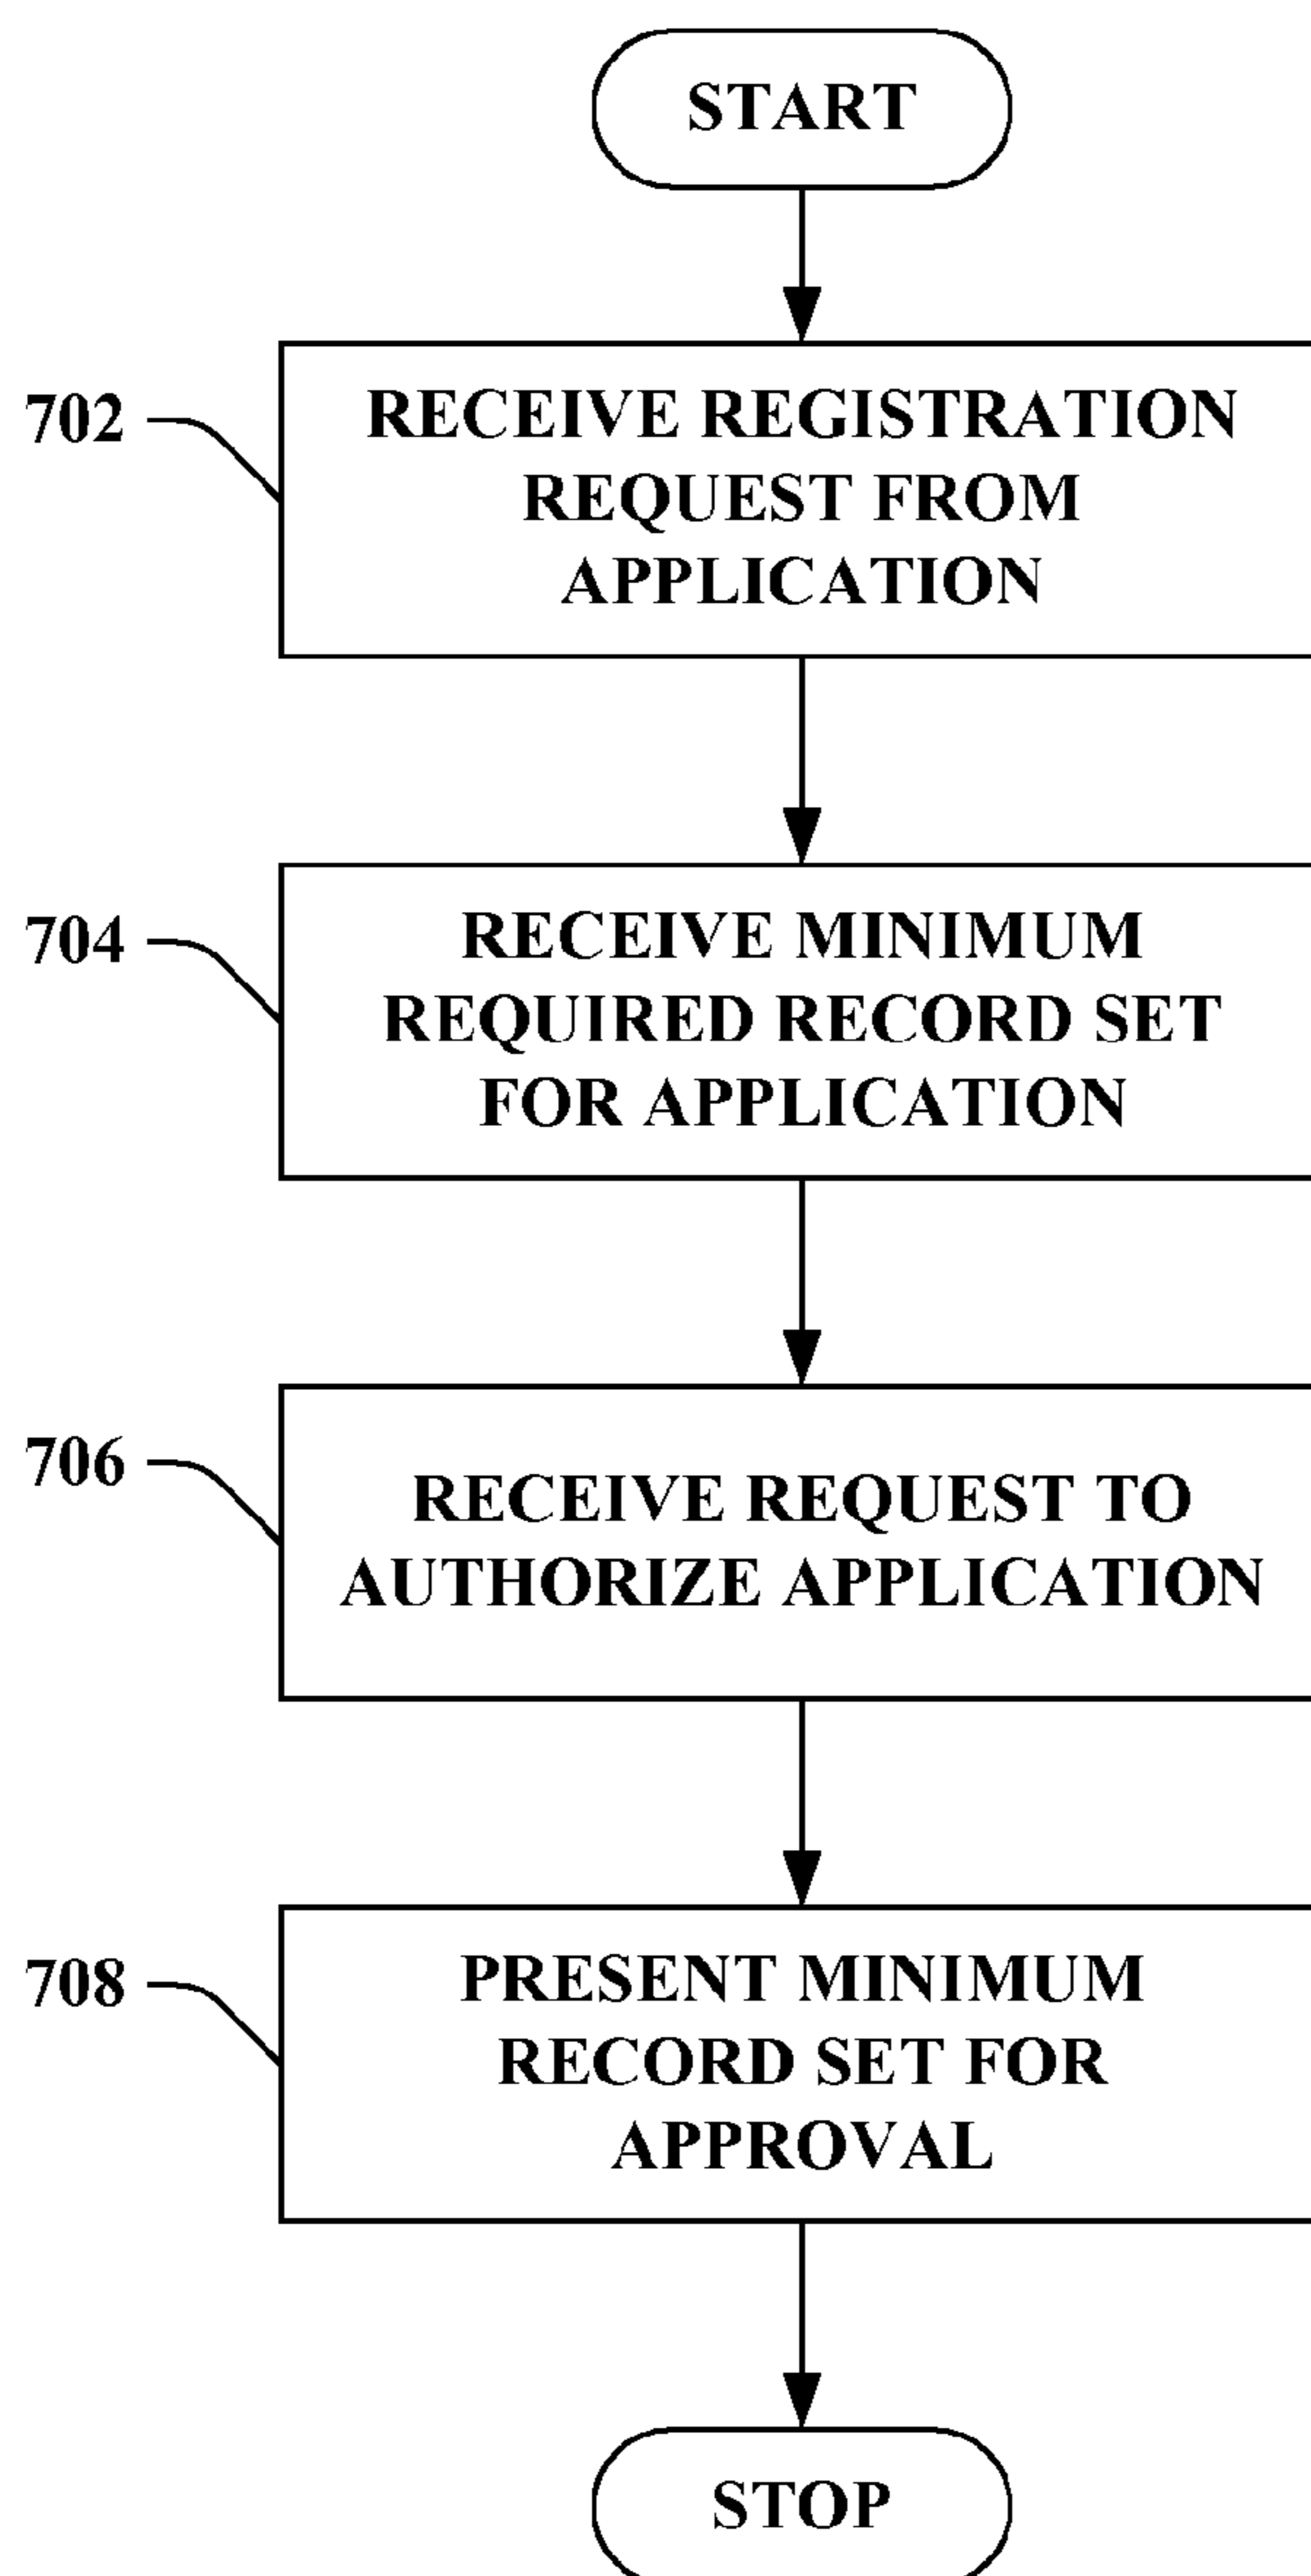 START
702
RECEIVE REGISTRATION
REQUEST FROM
APPLICATION
704
RECEIVE MINIMUM
REQUIRED RECORD SET
FOR APPLICATION
706
RECEIVE REQUEST TO
AUTHORIZE APPLICATION
708
PRESENT MINIMUM
RECORD SET FOR
APPROVAL
STOP